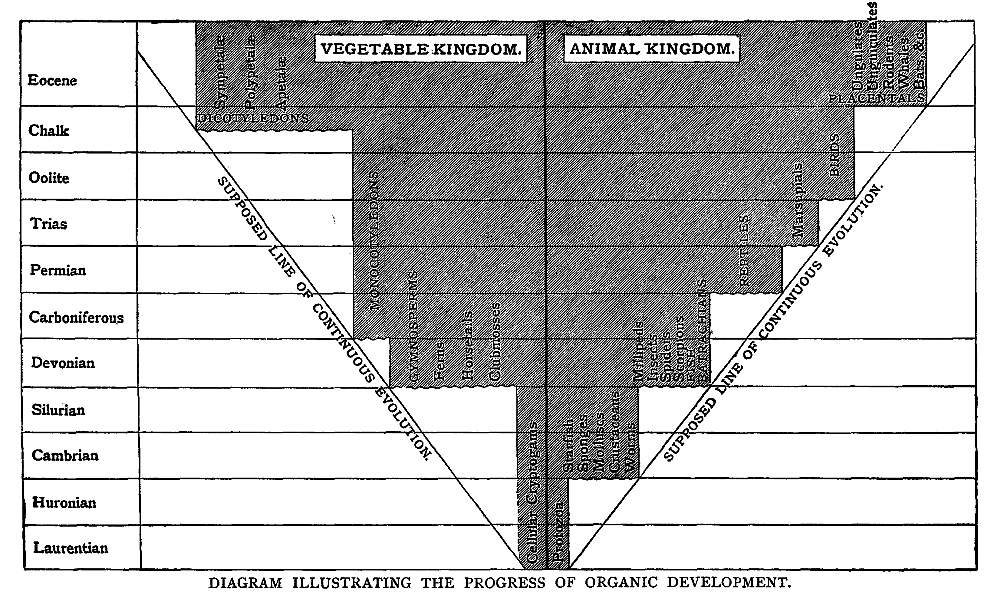 VEGETABLE KINGDOM.
ANIMAL KINGDOM.
Eocene
Chalk
Oolite
Trias
Permian
Carboniferous
Devonian
Silurian
Cambrian
Huronian
Laurentian
Sympetalæ
Polypetalæ
Apetalæ
DICOTYLEDONS
MONOCOTYLEDONS
GYMNOSPERMS
Ferns
Horsetails
Clubmosses
Cellular Cryptogams
Protozoa
Starfish
Sponges
Molluscs
Crustaceans
Worms
Millipeds
Insects
Spiders
Scorpions
FISH
BATRACHIANS
REPTILES
Marsupials
BIRDS
PLACENTALS
Ungulates
Unguiculates
Rodents
Whales
Bats, &c.
SUPPOSED LINE OF CONTINUOUS EVOLUTION.
SUPPOSED LINE OF CONTINUOUS EVOLUTION.
DIAGRAM ILLUSTRATING THE PROGRESS OF ORGANIC DEVELOPMENT.